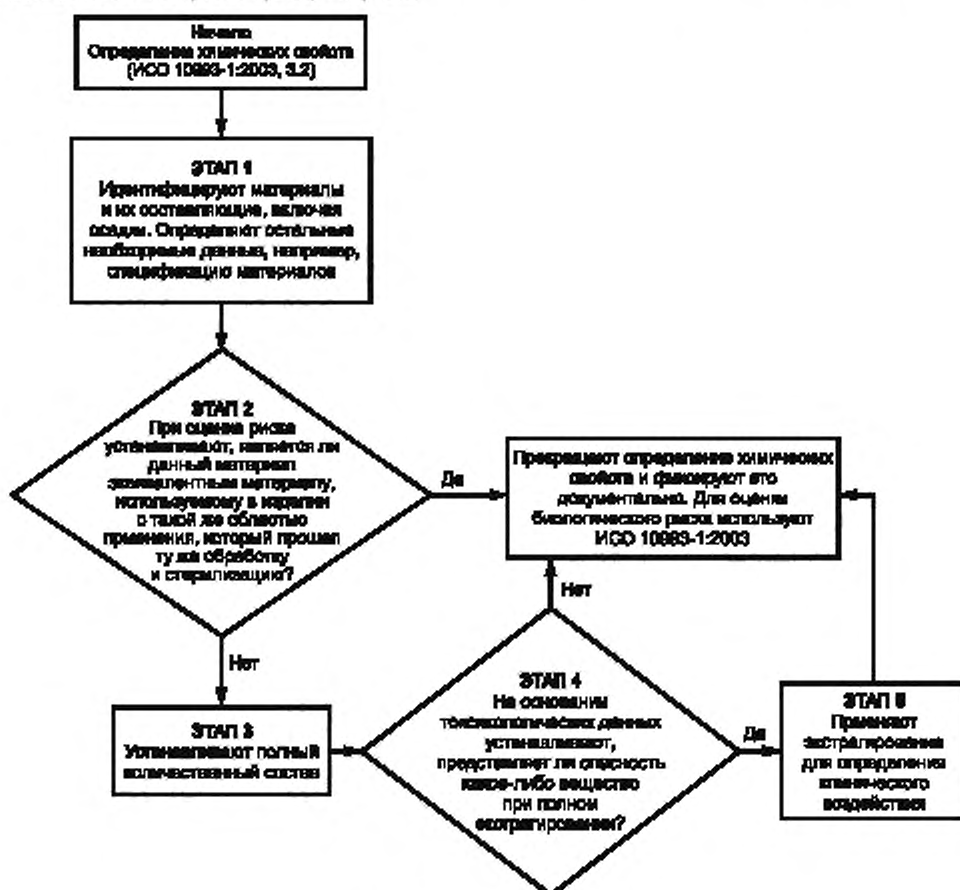 Начало
Определение химических свойств
(ИСО 10993-1:2003, 3.2)
ЭТАП 1
Идентифицируют материалы
и их составляющие, включая
осадки. Определяют остальные
необходимые данные, например,
спецификацию материалов
ЭТАП 2
При оценке риска
устанавливают, является ли
данный материал
эквивалентным материалу,
используемому в изделии
с такой же областью
применения, который прошел
ту же обработку
и стерилизацию?
Да
Прекращают определение химических
свойств и фиксируют это
документально. Для оценки
биологического риска используют
ИСО 10993-1:2003
Нет
Нет
ЭТАП 3
Устанавливают полный
количественный состав
ЭТАП 4
На основании
токсикологических данных
устанавливают,
представляет ли опасность
какое-либо вещество
при полном
экстрагировании?
Да
ЭТАП 5
Применяют
экстрагирование
для определения
клинического
воздействия